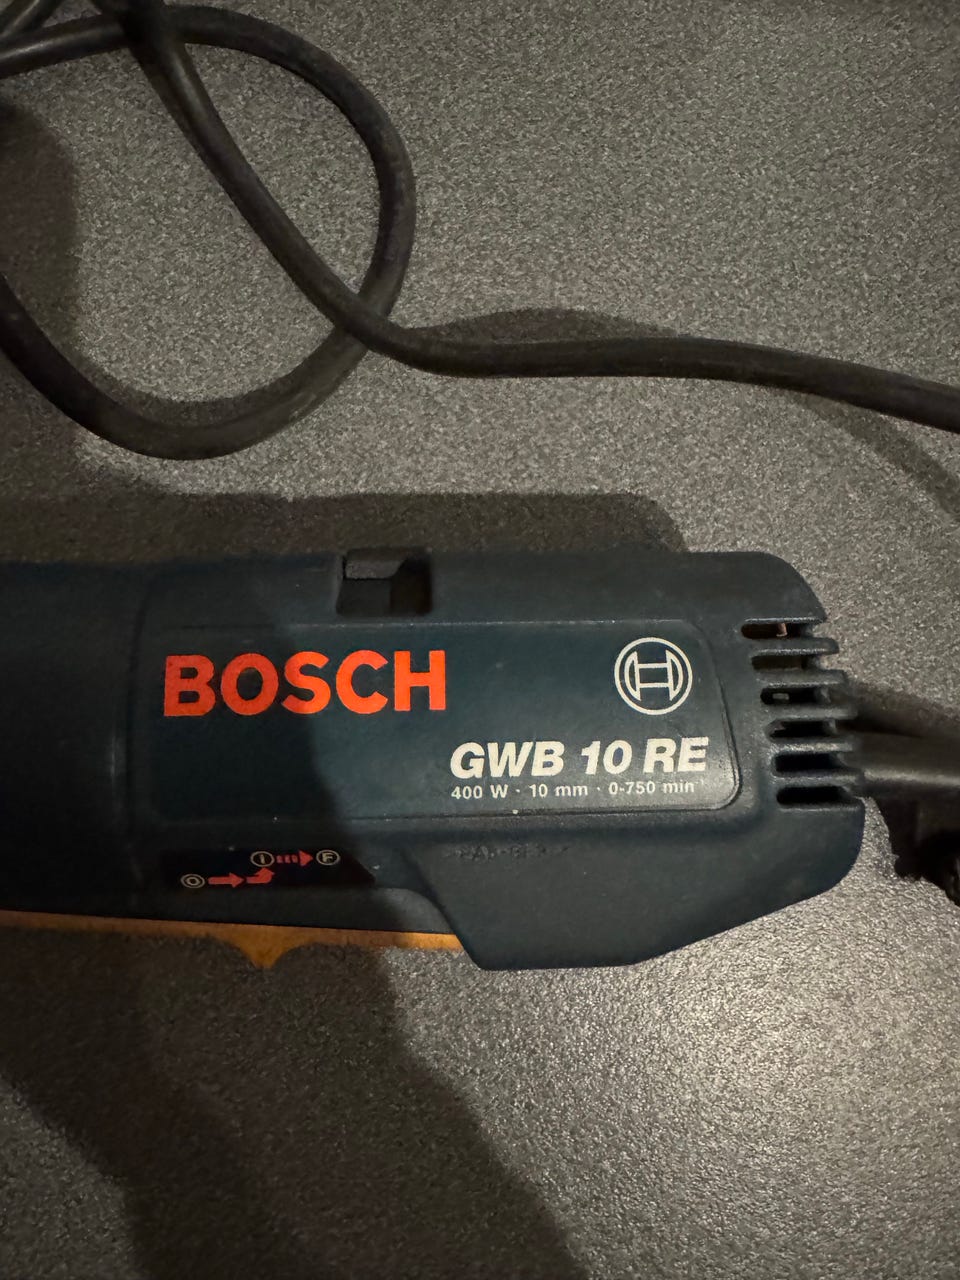 BOSCH
GWB 10 RE
400 W · 10 mm · 0-750 min
I F
O